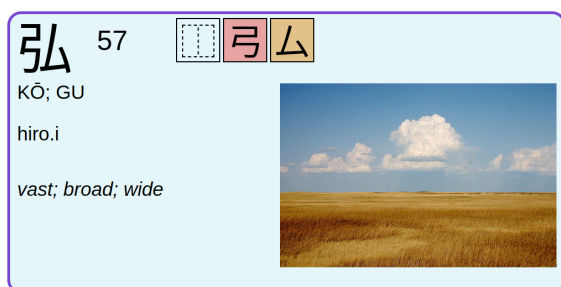 弘 57 弓 厶
KŌ; GU
hiro.i
vast; broad; wide